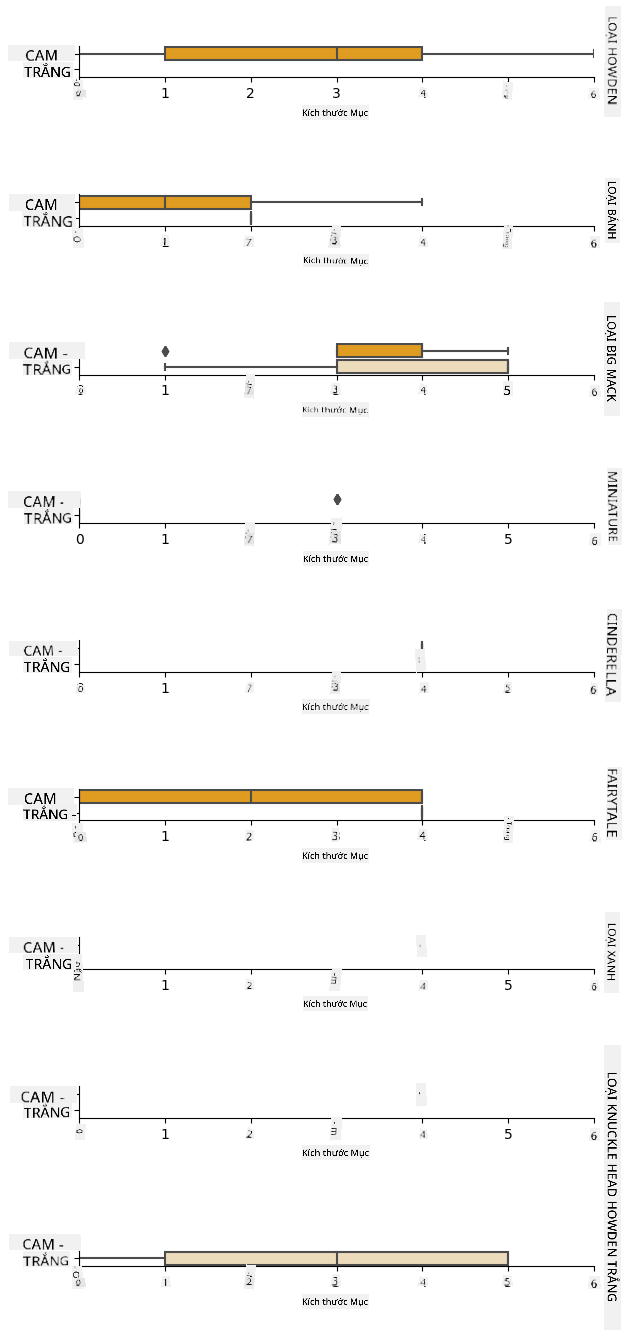 CAM
TRẮNG
1 2 3 4 6
Kích thước Mục
LOẠI HOWDEN
CAM
TRẮNG
1 4 6
Kích thước Mục
LOẠI BÁNH
CAM -
TRẮNG
1 5 6
Kích thước Mục
LOẠI BIG MACK
CAM -
TRẮNG
0 1 3 5 6
Kích thước Mục
MINIATURE
CAM -
TRẮNG
1 3 4 6
Kích thước Mục
CINDERELLA
CAM
TRẮNG -
1 2 3 4 6
Kích thước Mục
FAIRYTALE
CAM -
TRẮNG
1 2 4 5 6
Kích thước Mục
LOẠI XANH
CAM -
TRẮNG
1 2 4 5 6
Kích thước Mục
CAM -
TRẮNG
3 4 5 6
Kích thước Mục
LOẠI KNUCKLE HEAD HOWDEN TRẮNG